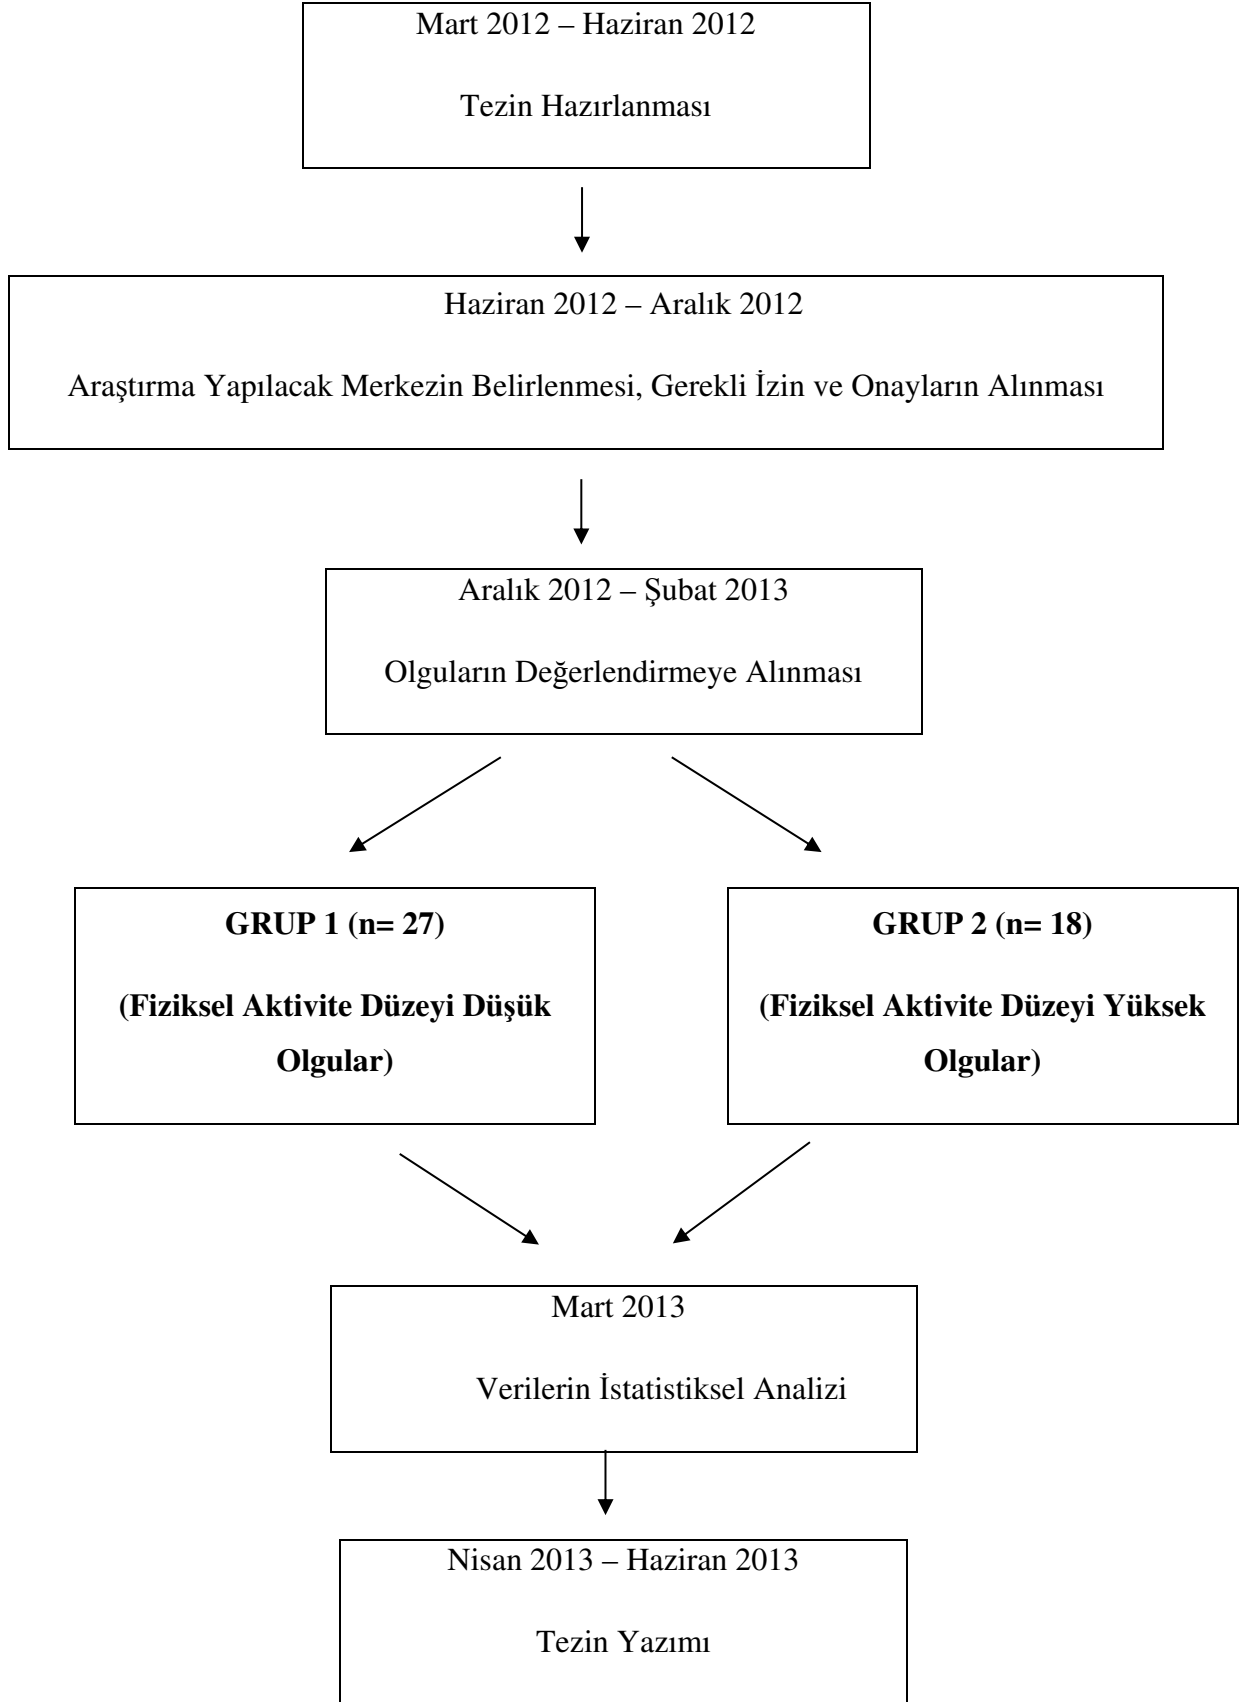 Mart 2012 – Haziran 2012
Tezin Hazırlanması
Haziran 2012 – Aralık 2012
Araştırma Yapılacak Merkezin Belirlenmesi, Gerekli İzin ve Onayların Alınması
Aralık 2012 – Şubat 2013
Olguların Değerlendirmeye Alınması
GRUP 1 (n= 27)
(Fiziksel Aktivite Düzeyi Düşük
Olgular)
GRUP 2 (n= 18)
(Fiziksel Aktivite Düzeyi Yüksek
Olgular)
Mart 2013
Verilerin İstatistiksel Analizi
Nisan 2013 – Haziran 2013
Tezin Yazımı